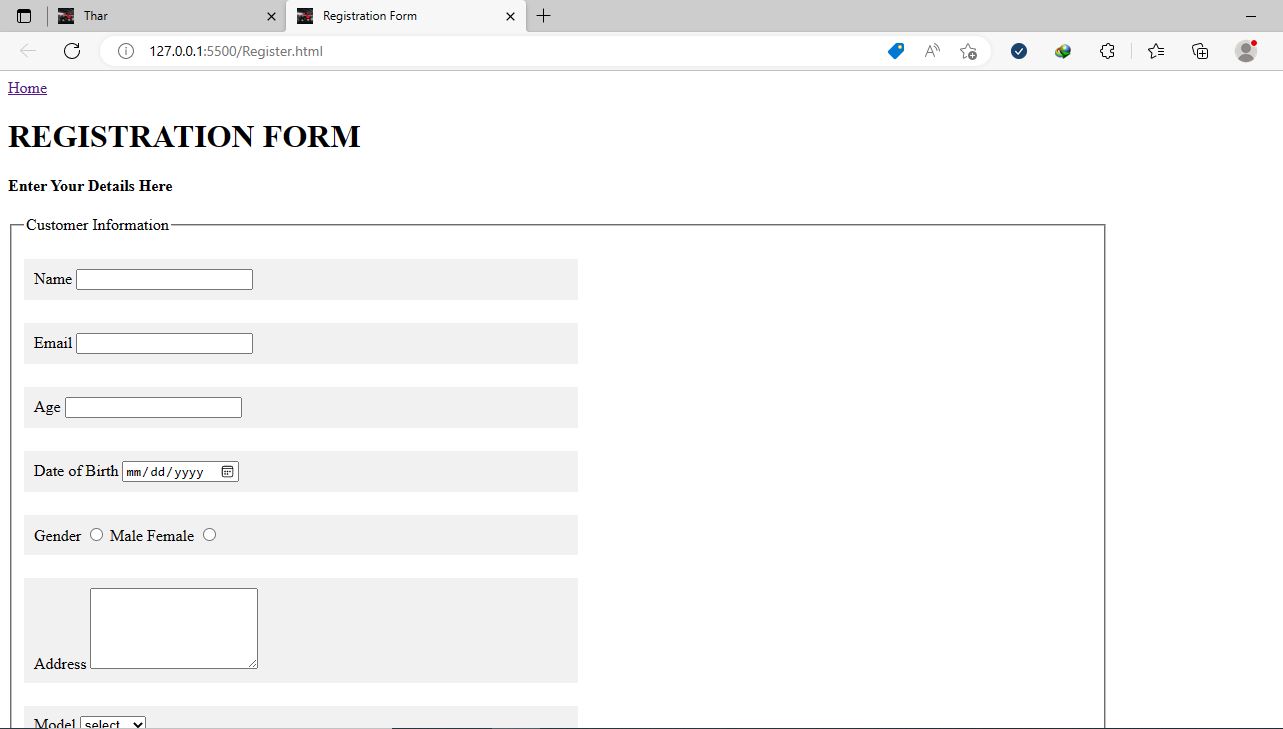 Thar
Registration Form
127.0.0.1:5500/Register.html
Home
REGISTRATION FORM
Enter Your Details Here
Customer Information
Name
Email
Age
Date of Birth mm/dd/yyyy
Gender Male Female
Address
Model select